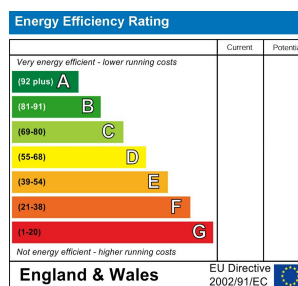 Energy Efficiency Rating
Current Potentia
Very energy efficient - lower running costs
(92 plus) A
(81-91) B
(69-80) C
(55-68) D
(39-54) E
(21-38) F
(1-20) G
Not energy efficient - higher running costs
England & Wales
EU Directive
2002/91/EC